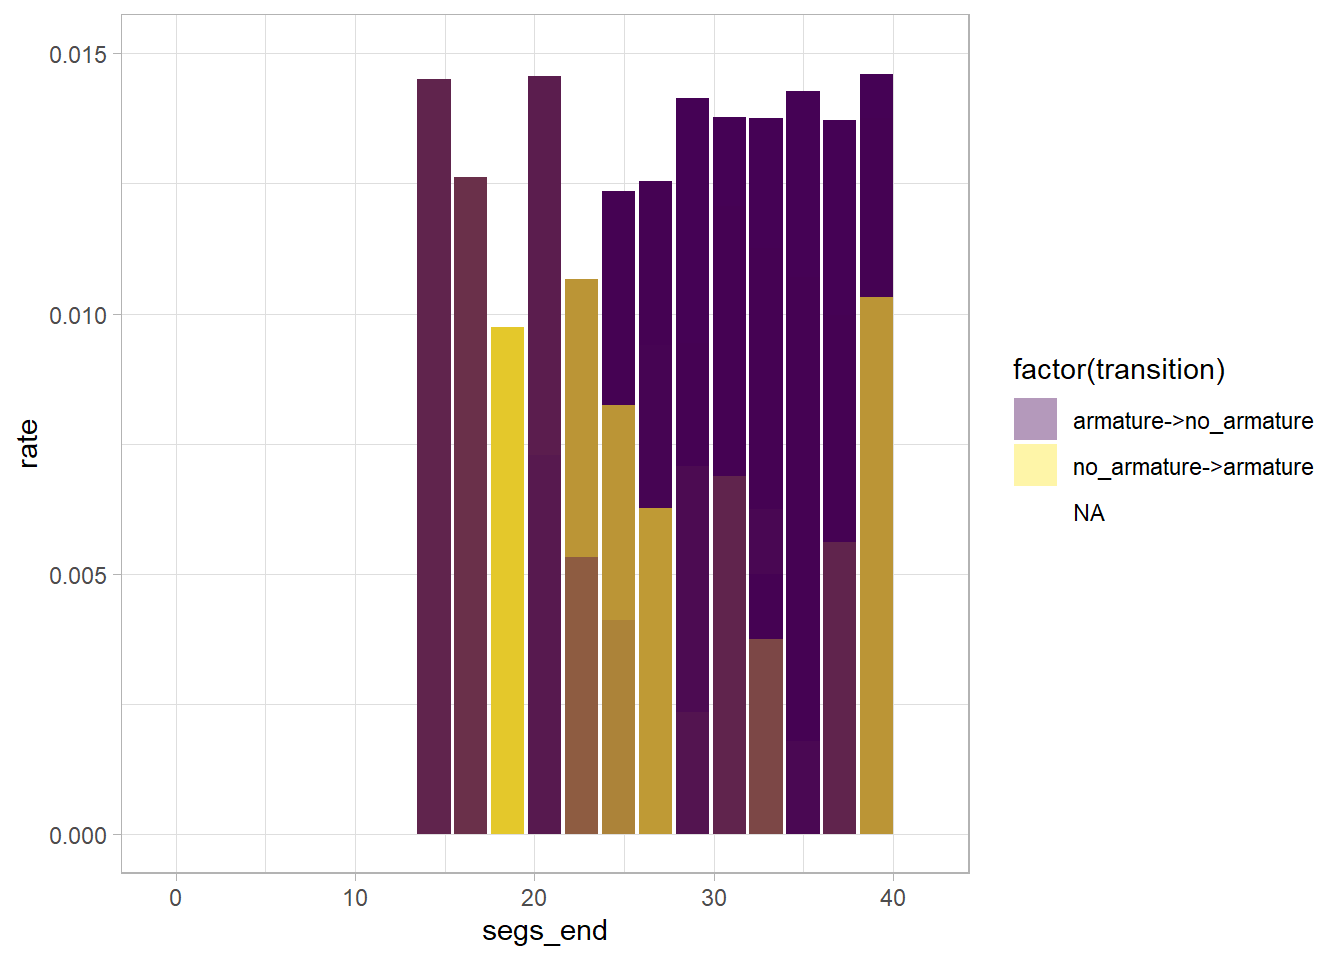 0.015
0.010
0.005
0.000
rate
0
10
20
30
40
segs_end
factor(transition)
armature->no_armature
no_armature->armature
NA